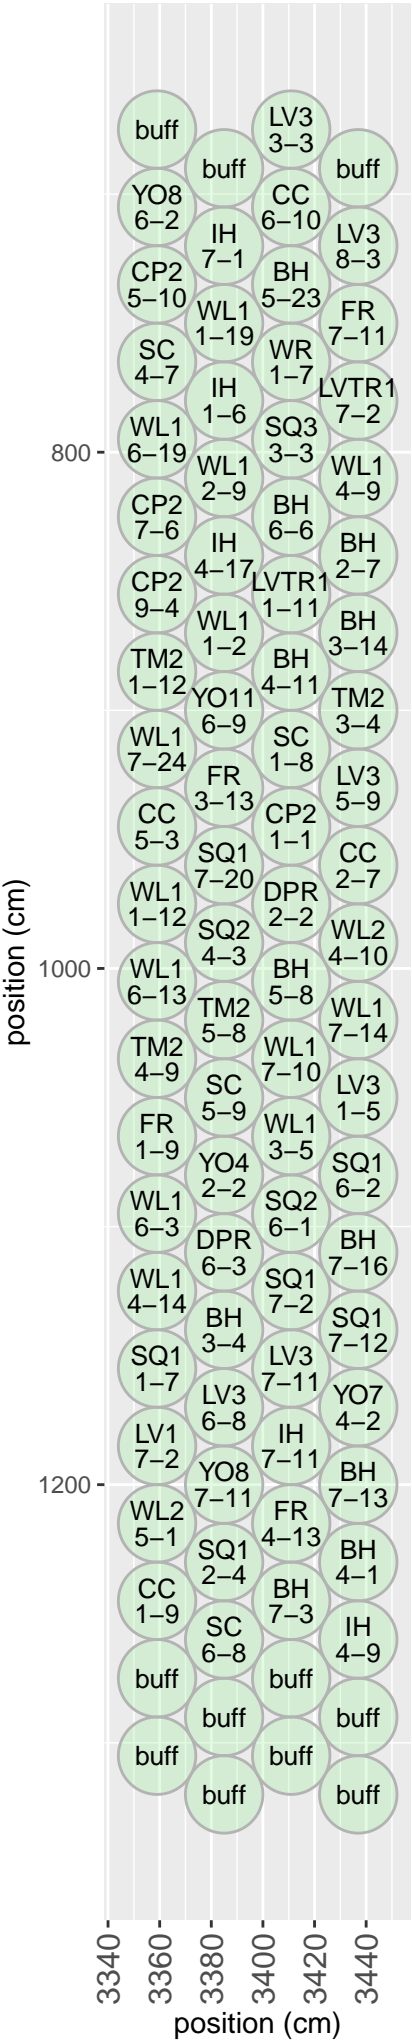 position (cm)
800
1000
1200
buff
YO8
6–2
CP2
5–10
SC
4–7
WL1
6–19
CP2
7–6
CP2
9–4
TM2
1–12
WL1
7–24
CC
5–3
WL1
1–12
WL1
6–13
TM2
4–9
FR
1–9
WL1
6–3
WL1
4–14
SQ1
1–7
LV1
7–2
WL2
5–1
CC
1–9
buff
buff
buff
IH
7–1
WL1
1–19
IH
1–6
WL1
2–9
IH
4–17
WL1
1–2
YO11
6–9
FR
3–13
SQ1
7–20
SQ2
4–3
TM2
5–8
SC
5–9
YO4
2–2
DPR
6–3
BH
3–4
LV3
6–8
YO8
7–11
SQ1
2–4
SC
6–8
buff
buff
LV3
3–3
CC
6–10
BH
5–23
WR
1–7
SQ3
3–3
BH
6–6
LVTR1
1–11
BH
4–11
SC
1–8
CP2
1–1
DPR
2–2
BH
5–8
WL1
7–10
WL1
3–5
SQ2
6–1
SQ1
7–2
LV3
7–11
IH
7–11
FR
4–13
BH
7–3
buff
buff
buff
LV3
8–3
FR
7–11
LVTR1
7–2
WL1
4–9
BH
2–7
BH
3–14
TM2
3–4
LV3
5–9
CC
2–7
WL2
4–10
WL1
7–14
LV3
1–5
SQ1
6–2
BH
7–16
SQ1
7–12
YO7
4–2
BH
7–13
BH
4–1
IH
4–9
buff
buff
3340
3360
3380
3400
3420
3440
position (cm)